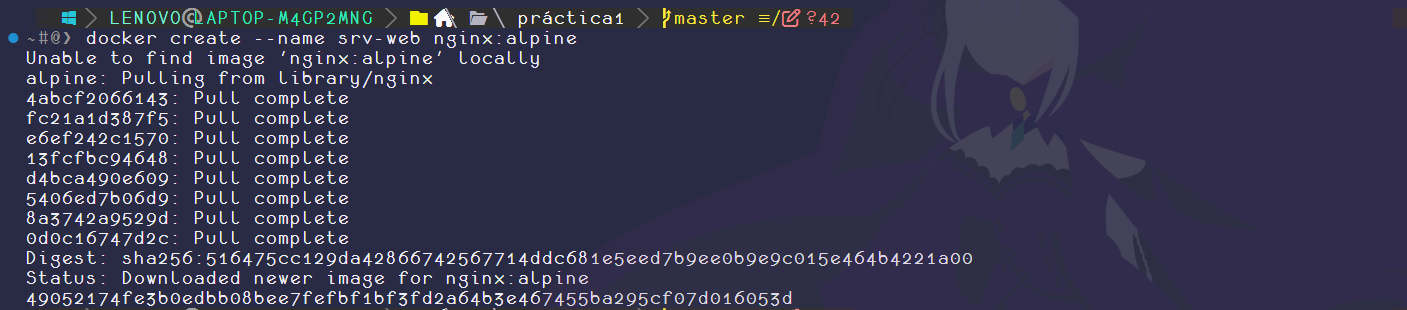 LENOVO@LAPTOP-M4GP2MNG \ práctica1 master ≡/ ?42
~#@❯ docker create --name srv-web nginx:alpine
Unable to find image 'nginx:alpine' locally
alpine: Pulling from library/nginx
4abcf2066143: Pull complete
fc21a1d387f5: Pull complete
e6ef242c1570: Pull complete
13fcfbc94648: Pull complete
d4bca490e609: Pull complete
5406ed7b06d9: Pull complete
8a3742a9529d: Pull complete
0d0c16747d2c: Pull complete
Digest: sha256:516475cc129da42866742567714ddc681e5eed7b9ee0b9e9c015e464b4221a00
Status: Downloaded newer image for nginx:alpine
49052174fe3b0edbb08bee7fefbf1bf3fd2a64b3e467455ba295cf07d016053d